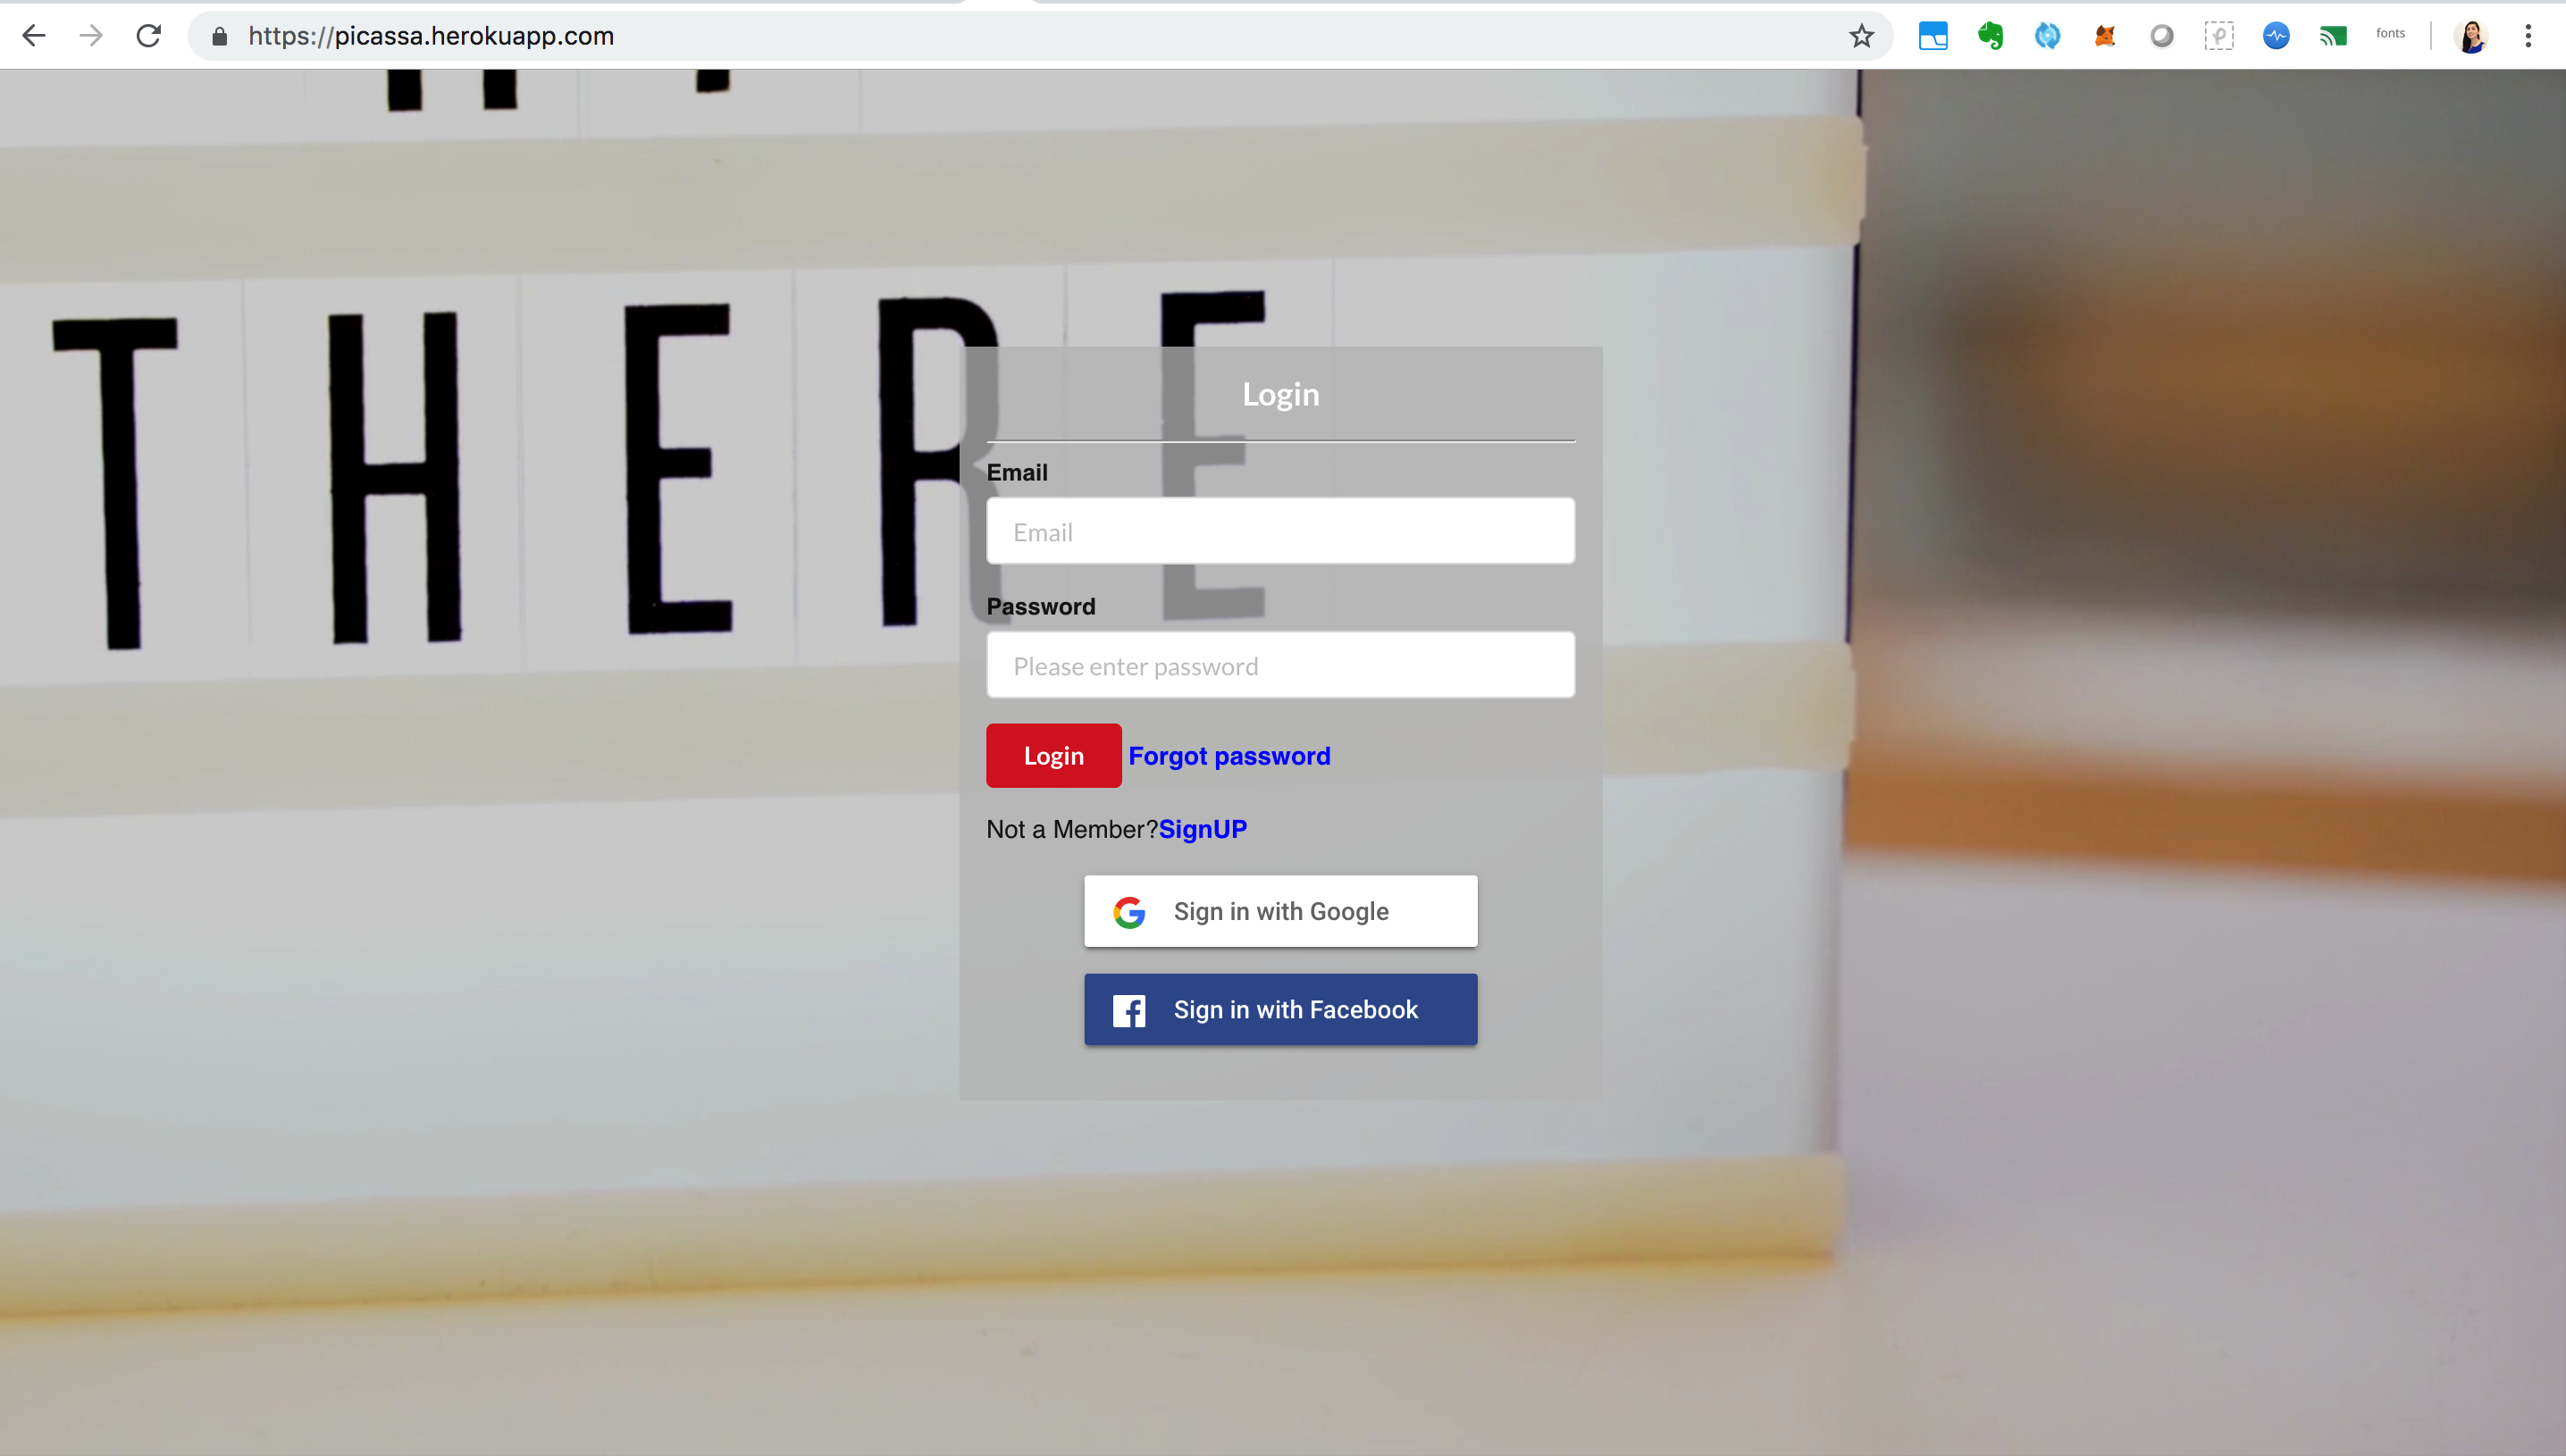 https://picassa.herokuapp.com
fonts
THERE
Login
Email
Email
Password
Please enter password
Login Forgot password
Not a Member?SignUP
Sign in with Google
Sign in with Facebook